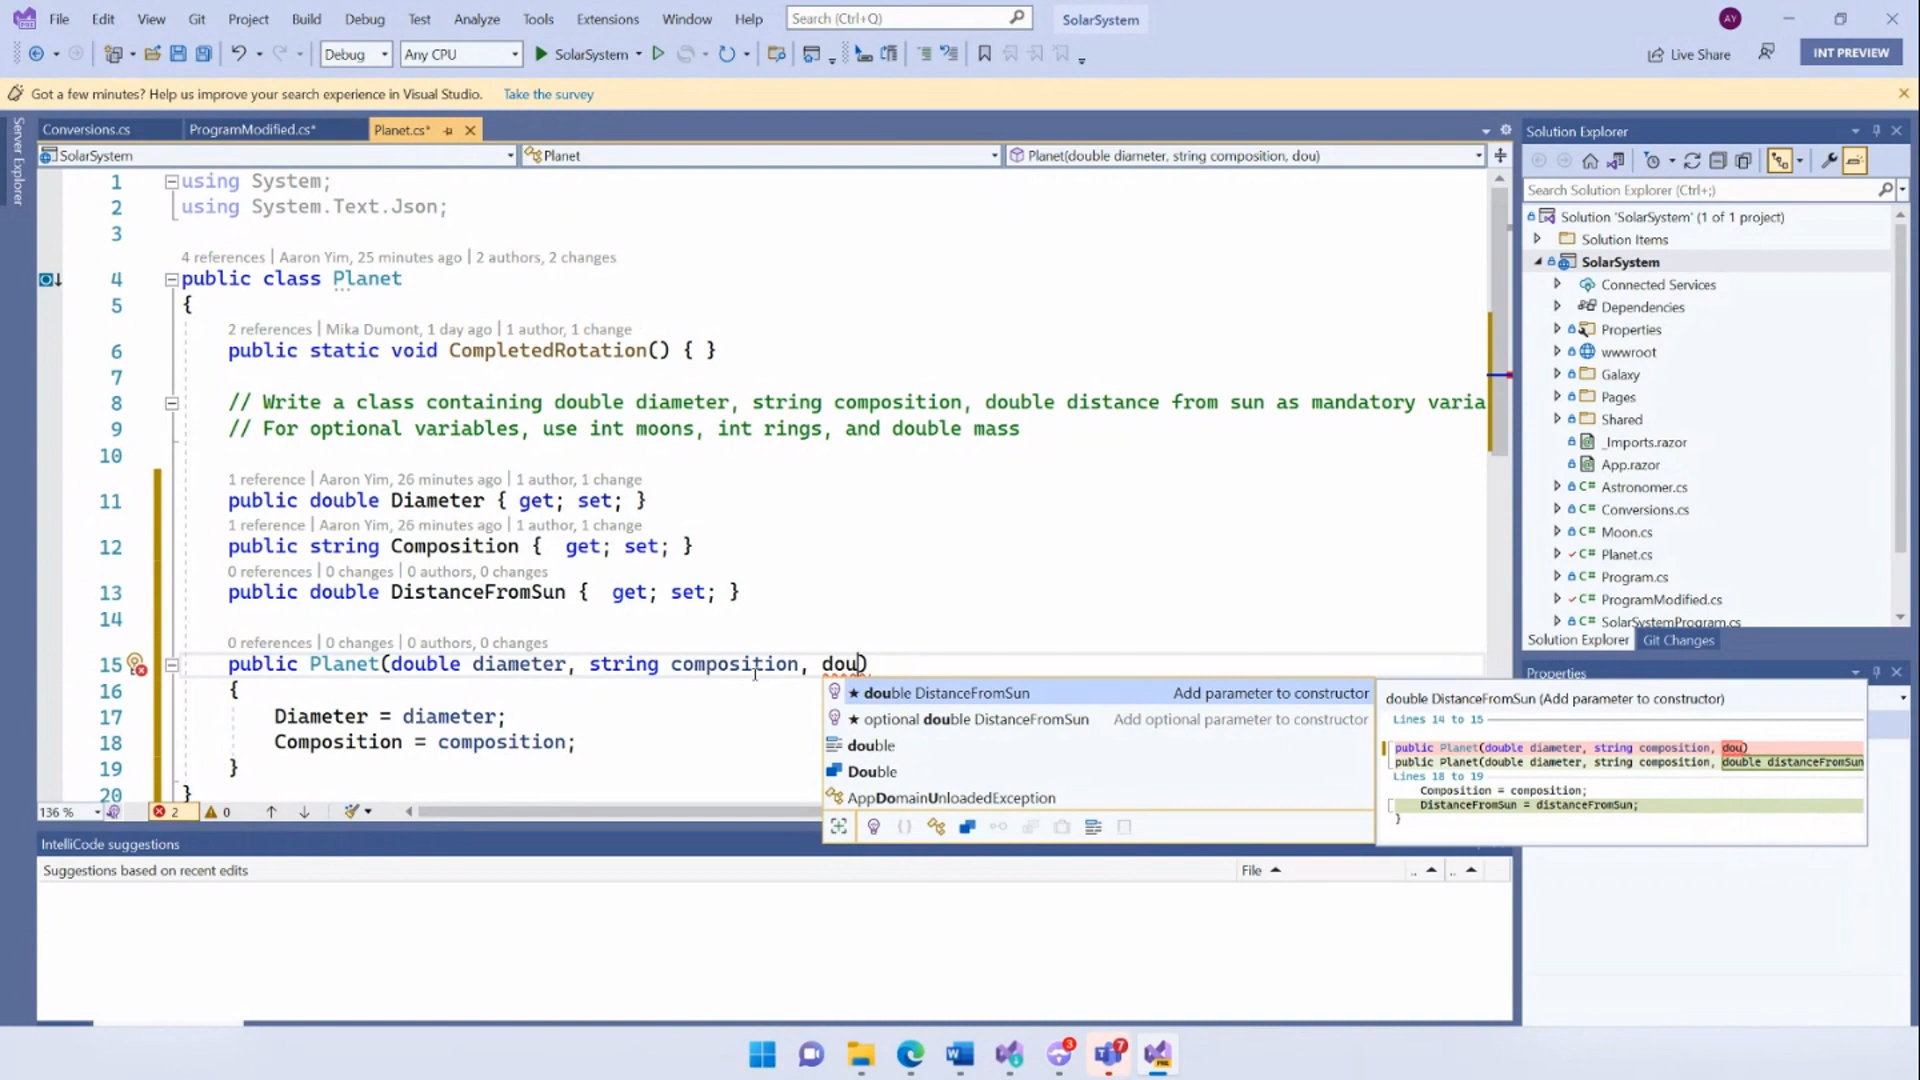 File Edit View Git Project Build Debug Test Analyze Tools Extensions Window Help Search (Ctrl+Q) SolarSystem AY
Debug Any CPU SolarSystem Live Share INT PREVIEW
Got a few minutes? Help us improve your search experience in Visual Studio. Take the survey
Server Explorer
Conversions.cs ProgramModified.cs* Planet.cs*
SolarSystem Planet Planet(double diameter, string composition, dou)
1 using System;
2 using System.Text.Json;
3
4 references | Aaron Yim, 25 minutes ago | 2 authors, 2 changes
4 public class Planet
5 {
2 references | Mika Dumont, 1 day ago | 1 author, 1 change
6 public static void CompletedRotation() { }
7
8 // Write a class containing double diameter, string composition, double distance from sun as mandatory varia
9 // For optional variables, use int moons, int rings, and double mass
10
1 reference | Aaron Yim, 26 minutes ago | 1 author, 1 change
11 public double Diameter { get; set; }
1 reference | Aaron Yim, 26 minutes ago | 1 author, 1 change
12 public string Composition {  get; set; }
0 references | 0 changes | 0 authors, 0 changes
13 public double DistanceFromSun {  get; set; }
14
0 references | 0 changes | 0 authors, 0 changes
15 public Planet(double diameter, string composition, dou)
16 {
17 Diameter = diameter;
18 Composition = composition;
19 }
20 }
★ double DistanceFromSun Add parameter to constructor
★ optional double DistanceFromSun Add optional parameter to constructor
double
Double
AppDomainUnloadedException
double DistanceFromSun (Add parameter to constructor)
Lines 14 to 15
public Planet(double diameter, string composition, dou)
public Planet(double diameter, string composition, double distanceFromSun
Lines 18 to 19
Composition = composition;
DistanceFromSun = distanceFromSun;
}
136 % 2 0
IntelliCode suggestions
Suggestions based on recent edits File .. ..
Solution Explorer
Search Solution Explorer (Ctrl+;)
Solution 'SolarSystem' (1 of 1 project)
Solution Items
SolarSystem
Connected Services
Dependencies
Properties
wwwroot
Galaxy
Pages
Shared
_Imports.razor
App.razor
C# Astronomer.cs
C# Conversions.cs
C# Moon.cs
C# Planet.cs
C# Program.cs
C# ProgramModified.cs
C# SolarSystemProgram.cs
Solution Explorer Git Changes
Properties
3 7